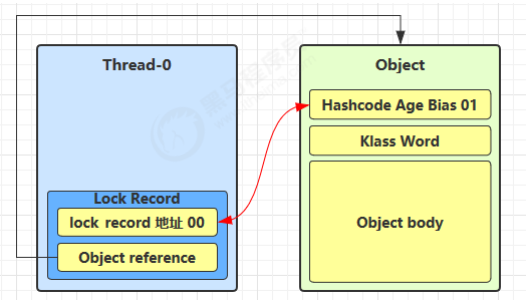 Thread-0
Lock Record
lock record 地址 00
Object reference
Object
Hashcode Age Bias 01
Klass Word
Object body